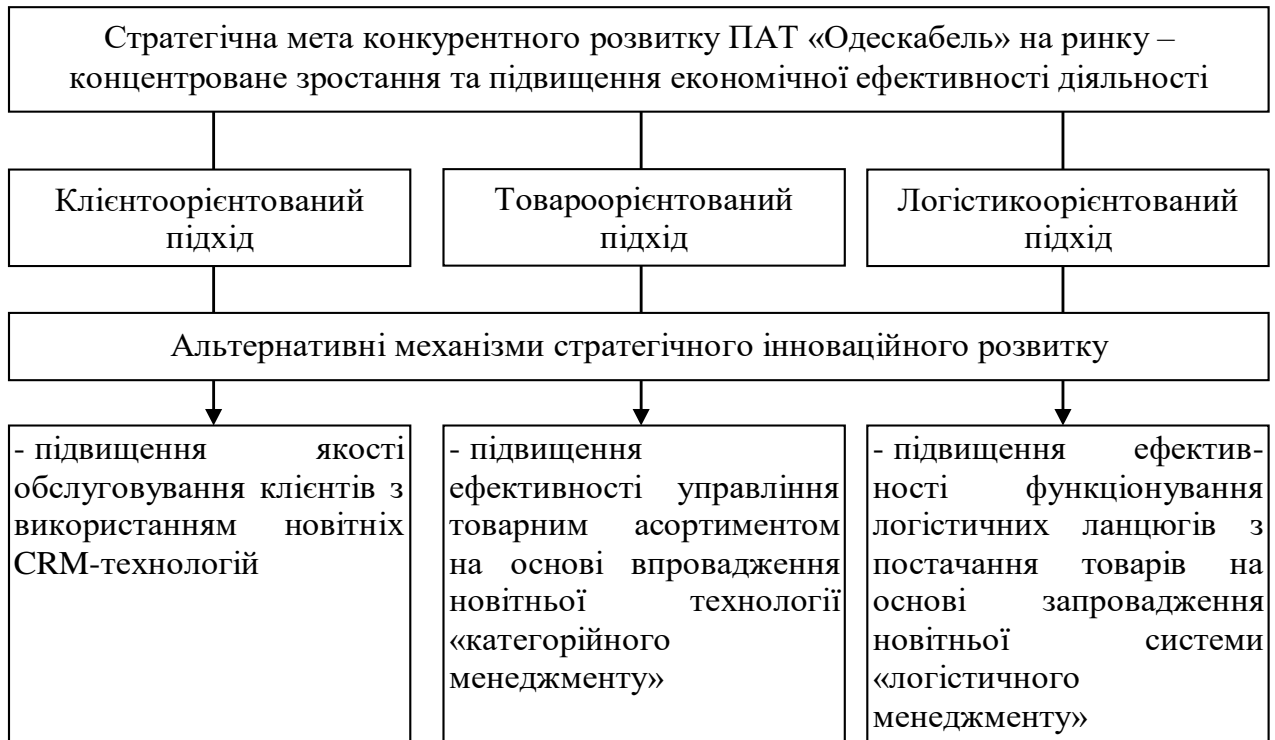 Стратегічна мета конкурентного розвитку ПАТ «Одескабель» на ринку –
концентроване зростання та підвищення економічної ефективності діяльності
Клієнтоорієнтований
підхід
Товароорієнтований
підхід
Логістикоорієнтований
підхід
Альтернативні механізми стратегічного інноваційного розвитку
- підвищення якості
обслуговування клієнтів з
використанням новітніх
CRM-технологій
- підвищення
ефективності управління
товарним асортиментом
на основі впровадження
новітньої технології
«категорійного
менеджменту»
- підвищення ефектив-
ності функціонування
логістичних ланцюгів з
постачання товарів на
основі запровадження
новітньої системи
«логістичного
менеджменту»